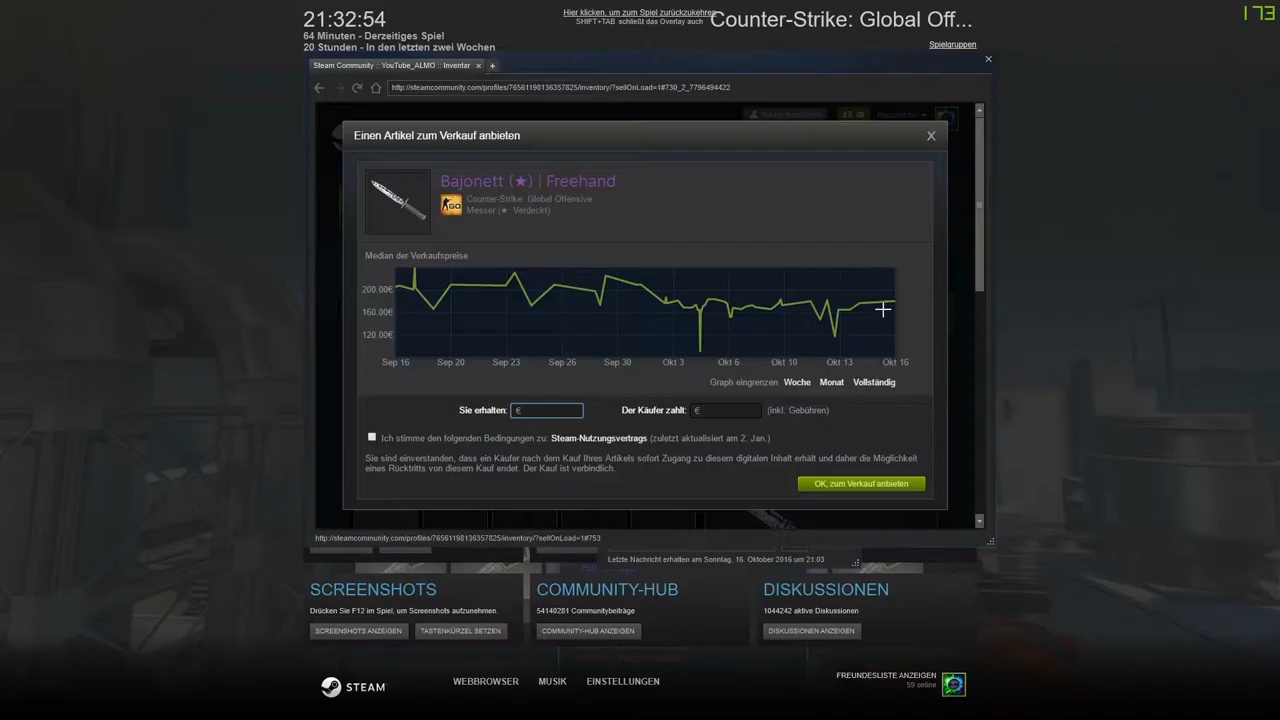 21:32:54
64 Minuten - Derzeitiges Spiel
20 Stunden - In den letzten zwei Wochen
Hier klicken, um zum Spiel zurückzukehren
SHIFT+TAB schließt das Overlay auch
Counter-Strike: Global Off...
Spielgruppen
173
Steam Community :: YouTube_ALMO :: Inventar
http://steamcommunity.com/profiles/76561198136357825/inventory/?sellOnLoad=1#730_2_7796494422
Einen Artikel zum Verkauf anbieten
X
Bajonett (★) | Freehand
GO
Counter-Strike: Global Offensive
Messer (★ Verdeckt)
Median der Verkaufspreise
200.00€
160.00€
120.00€
Sep 16 Sep 20 Sep 23 Sep 26 Sep 30 Okt 3 Okt 6 Okt 10 Okt 13 Okt 16
Graph eingrenzen Woche Monat Vollständig
Sie erhalten: € Der Käufer zahlt: € (inkl. Gebühren)
Ich stimme den folgenden Bedingungen zu: Steam-Nutzungsvertrags (zuletzt aktualisiert am 2. Jan.)
Sie sind einverstanden, dass ein Käufer nach dem Kauf Ihres Artikels sofort Zugang zu diesem digitalen Inhalt erhält und daher die Möglichkeit
eines Rücktritts von diesem Kauf endet. Der Kauf ist verbindlich.
OK, zum Verkauf anbieten
http://steamcommunity.com/profiles/76561198136357825/inventory/?sellOnLoad=1#753
Letzte Nachricht erhalten am Sonntag, 16. Oktober 2016 um 21.03
SCREENSHOTS
Drücken Sie F12 im Spiel, um Screenshots aufzunehmen.
SCREENSHOTS ANZEIGEN TASTENKÜRZEL SETZEN
COMMUNITY-HUB
54140281 Communitybeiträge
COMMUNITY-HUB ANZEIGEN
DISKUSSIONEN
1044242 aktive Diskussionen
DISKUSSIONEN ANZEIGEN
STEAM
WEBBROWSER MUSIK EINSTELLUNGEN
FREUNDESLISTE ANZEIGEN
59 online